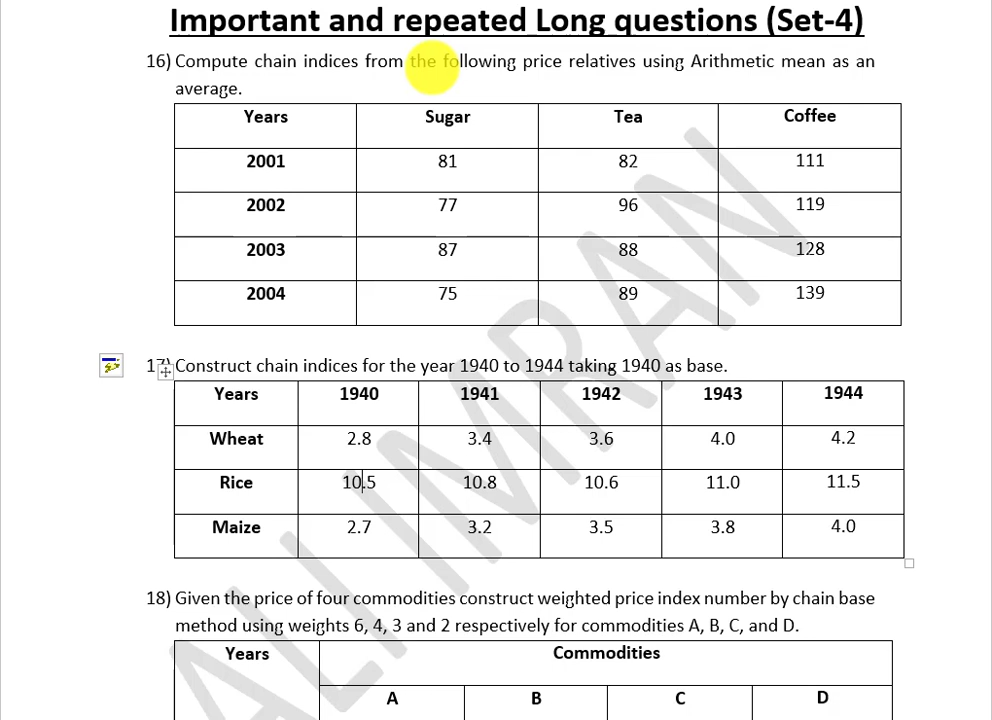 Important and repeated Long questions (Set-4)
16) Compute chain indices from the following price relatives using Arithmetic mean as an
average.
Years Sugar Tea Coffee
2001 81 82 111
2002 77 96 119
2003 87 88 128
2004 75 89 139
17) Construct chain indices for the year 1940 to 1944 taking 1940 as base.
Years 1940 1941 1942 1943 1944
Wheat 2.8 3.4 3.6 4.0 4.2
Rice 10.5 10.8 10.6 11.0 11.5
Maize 2.7 3.2 3.5 3.8 4.0
18) Given the price of four commodities construct weighted price index number by chain base
method using weights 6, 4, 3 and 2 respectively for commodities A, B, C, and D.
Years Commodities
A B C D
ALI IMRAN